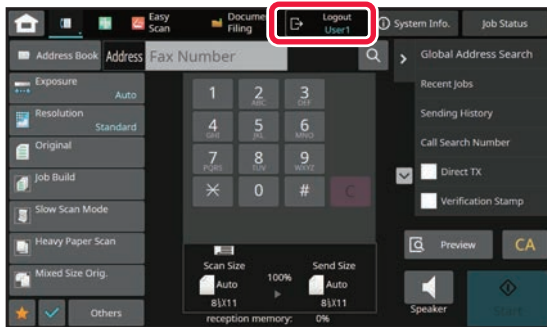 Easy Scan
Document Filing
Logout
User1
System Info.
Job Status
Address Book
Address
Fax Number
Global Address Search
Exposure
Auto
Recent Jobs
Resolution
Standard
Sending History
Original
Call Search Number
Job Build
Direct TX
Slow Scan Mode
Verification Stamp
Heavy Paper Scan
Mixed Size Orig.
Others
1
2 ABC
3 DEF
4 GHI
5 JKL
6 MNO
7 PQRS
8 TUV
9 WXYZ
0
#
C
Scan Size
Send Size
Auto
100%
Auto
8½X11
8½X11
reception memory: 0%
Preview
CA
Speaker
Start